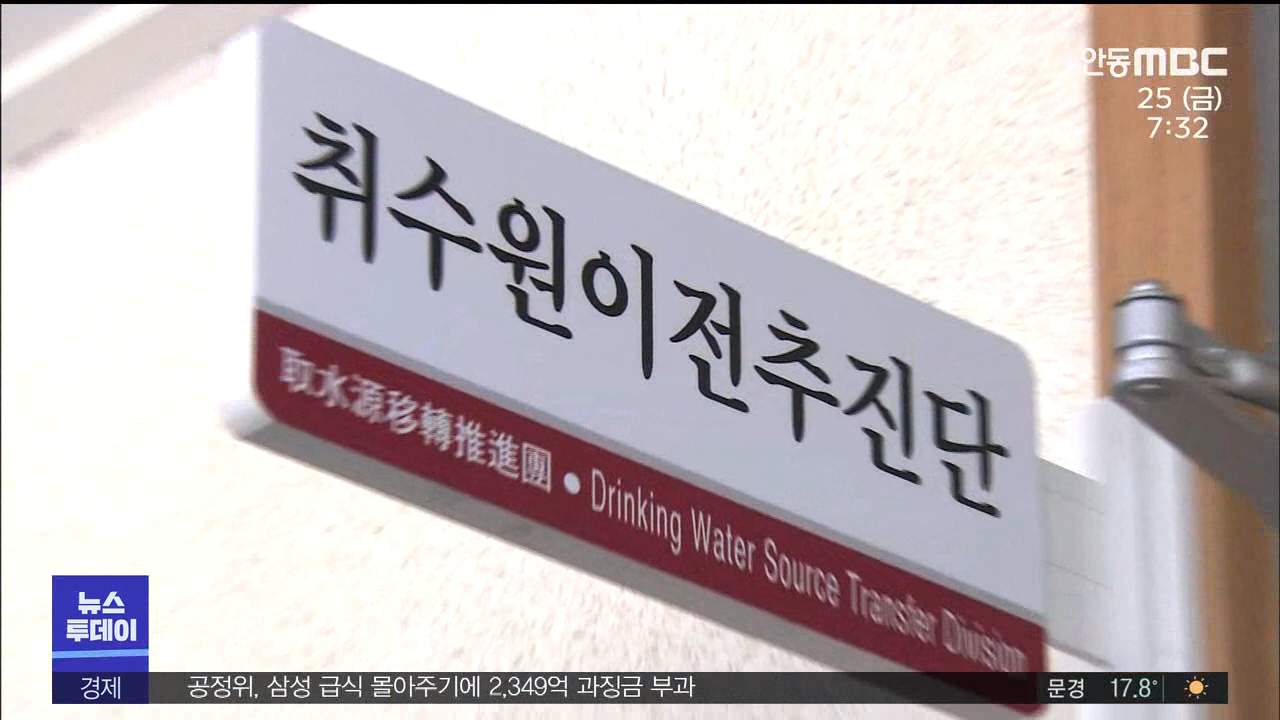 안동MBC
25 (금)
7:32
취수원이전추진단
取水源移轉推進團 • Drinking Water Source Transfer Division
뉴스
투데이
경제 공정위, 삼성 급식 몰아주기에 2,349억 과징금 부과 문경 17.8°